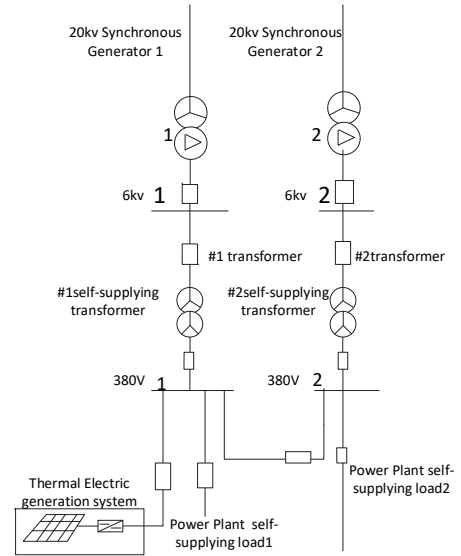 20kv Synchronous
Generator 1
20kv Synchronous
Generator 2
1
2
6kv
1
6kv
2
#1 transformer
#2transformer
#1self-supplying
transformer
#2self-supplying
transformer
380V
1
380V
2
Thermal Electric
generation system
Power Plant self-
supplying load1
Power Plant self-
supplying load2